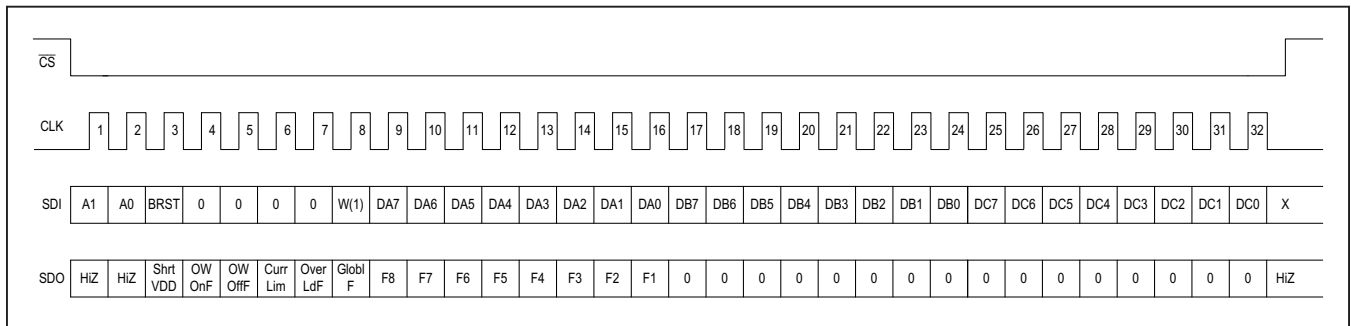 CS
CLK 1 2 3 4 5 6 7 8 9 10 11 12 13 14 15 16 17 18 19 20 21 22 23 24 25 26 27 28 29 30 31 32
SDI A1 A0 BRST 0 0 0 0 W(1) DA7 DA6 DA5 DA4 DA3 DA2 DA1 DA0 DB7 DB6 DB5 DB4 DB3 DB2 DB1 DB0 DC7 DC6 DC5 DC4 DC3 DC2 DC1 DC0 X
SDO HiZ HiZ Shrt VDD OW OnF OW OffF Curr Lim Over LdF Globl F F8 F7 F6 F5 F4 F3 F2 F1 0 0 0 0 0 0 0 0 0 0 0 0 0 0 0 0 HiZ